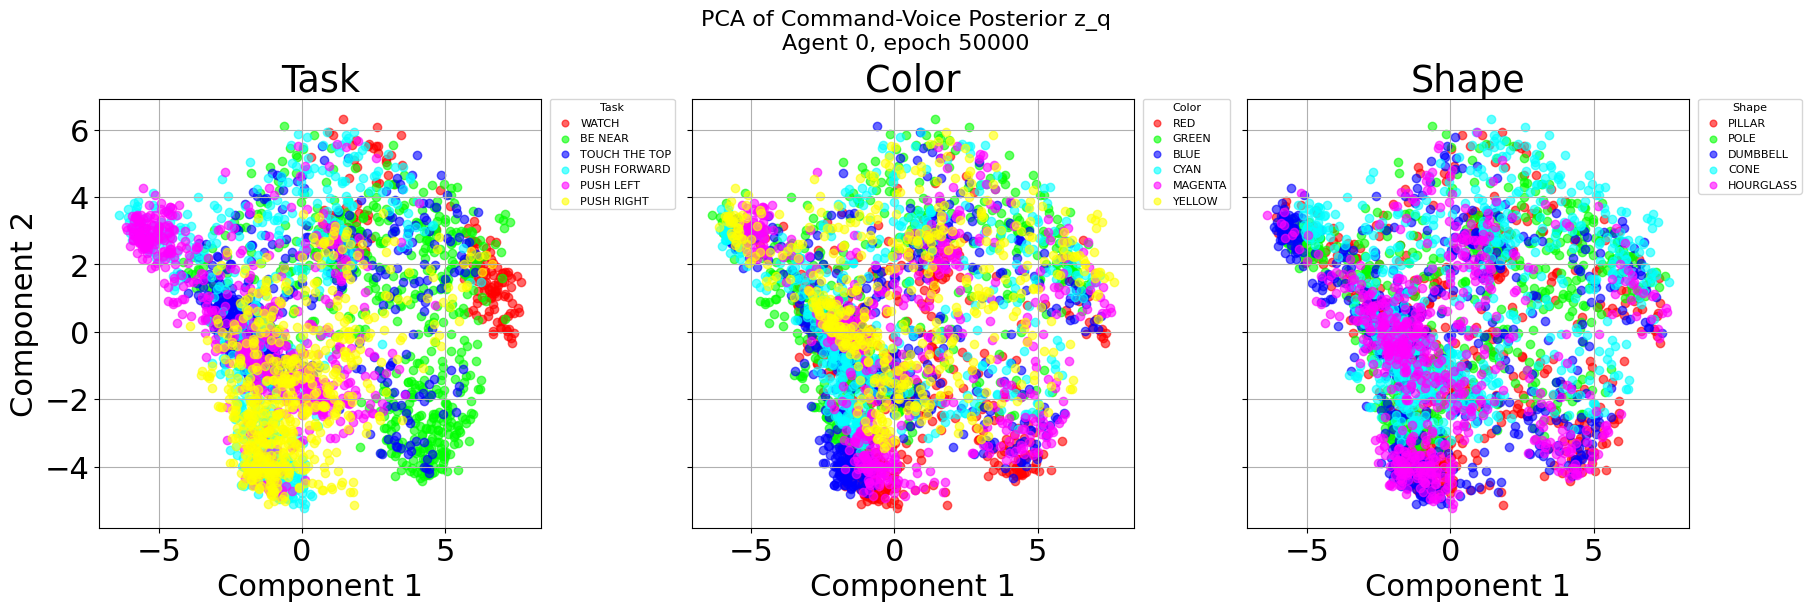 PCA of Command-Voice Posterior z_q
Agent 0, epoch 50000
Task
Color
Shape
Component 2
6
4
2
0
−2
−4
−5
0
5
Component 1
−5
0
5
Component 1
−5
0
5
Component 1
Task
WATCH
BE NEAR
TOUCH THE TOP
PUSH FORWARD
PUSH LEFT
PUSH RIGHT
Color
RED
GREEN
BLUE
CYAN
MAGENTA
YELLOW
Shape
PILLAR
POLE
DUMBBELL
CONE
HOURGLASS